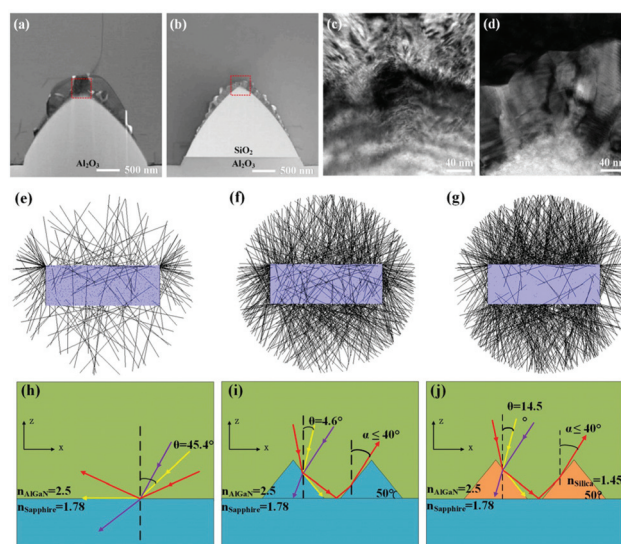 (a)
(b)
(c)
(d)
Al₂O₃
500 nm
SiO₂
Al₂O₃
500 nm
40 nm
40 nm
(e)
(f)
(g)
(h)
(i)
(j)
z
x
θ=45.4°
n_AlGaN=2.5
n_Sapphire=1.78
z
x
θ=4.6°
α ≤ 40°
n_AlGaN=2.5
50°
n_Sapphire=1.78
z
x
θ=14.5
°
α ≤ 40°
n_AlGaN=2.5
n_Silica=1.45
50°
n_Sapphire=1.78